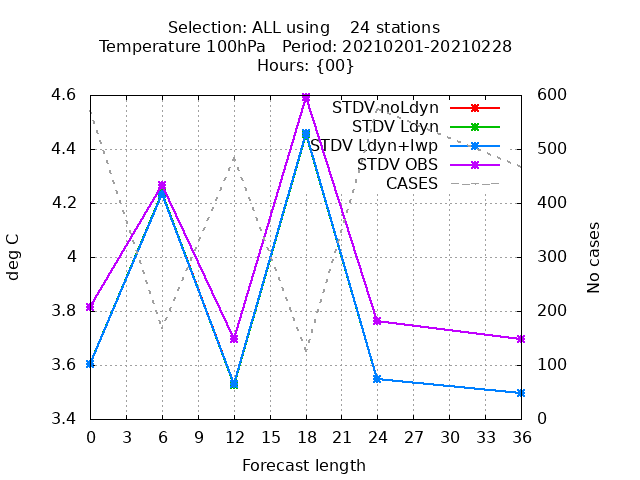 Selection: ALL using    24 stations
Temperature 100hPa   Period: 20210201-20210228
Hours: {00}
4.6
4.4
4.2
4
3.8
3.6
3.4
deg C
600
500
400
300
200
100
0
No cases
STDV noLdyn
STDV Ldyn
STDV Ldyn+Iwp
STDV OBS
CASES
0 3 6 9 12 15 18 21 24 27 30 33 36
Forecast length